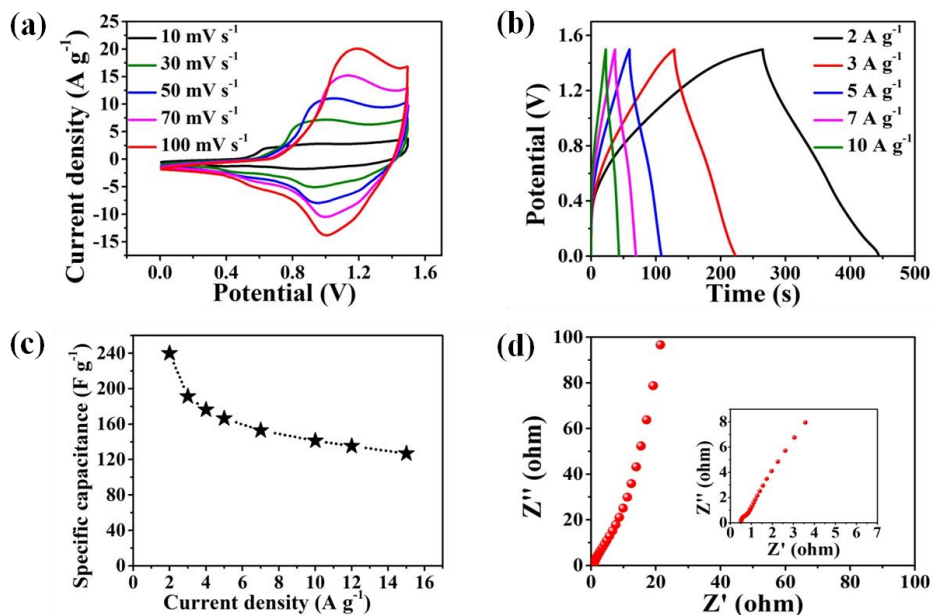 (a)
25
20
15
10
5
0
-5
-10
-15
Current density (A g⁻¹)
10 mV s⁻¹
30 mV s⁻¹
50 mV s⁻¹
70 mV s⁻¹
100 mV s⁻¹
0.0 0.4 0.8 1.2 1.6
Potential (V)
(b)
1.6
1.2
0.8
0.4
0.0
Potential (V)
2 A g⁻¹
3 A g⁻¹
5 A g⁻¹
7 A g⁻¹
10 A g⁻¹
0 100 200 300 400 500
Time (s)
(c)
240
200
160
120
80
40
0
Specific capacitance (F g⁻¹)
0 2 4 6 8 10 12 14 16
Current density (A g⁻¹)
(d)
100
80
60
40
20
0
Z'' (ohm)
0 20 40 60 80 100
Z' (ohm)
8
6
4
2
0
Z'' (ohm)
0 1 2 3 4 5 6 7
Z' (ohm)